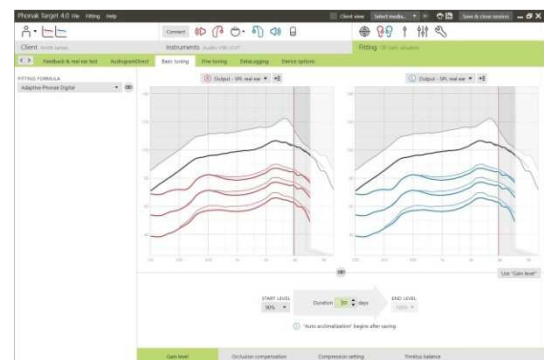 Phonak Target 4.0 File Fitting Help
Client view Select media... Save & close session
Connect
Client
Instruments
Fitting
Feedback & real ear test AudiogramDirect Basic tuning Fine tuning DataLogging Device options
FITTING FORMULA
Adaptive Phonak Digital
Output - SPL real ear
Output - SPL real ear
Use "Gain level"
START LEVEL
90%
Duration days
END LEVEL
100%
"Auto acclimatization" begins after saving
Gain level Occlusion compensation Compression setting Tinnitus balance